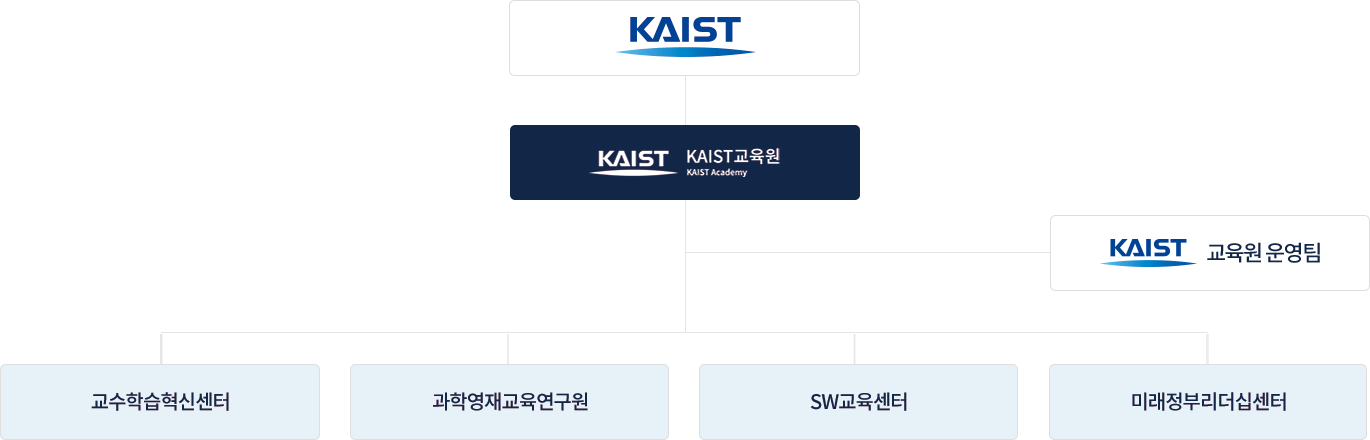 KAIST
KAIST KAIST교육원
KAIST Academy
KAIST 교육원 운영팀
교수학습혁신센터
과학영재교육연구원
SW교육센터
미래정부리더십센터